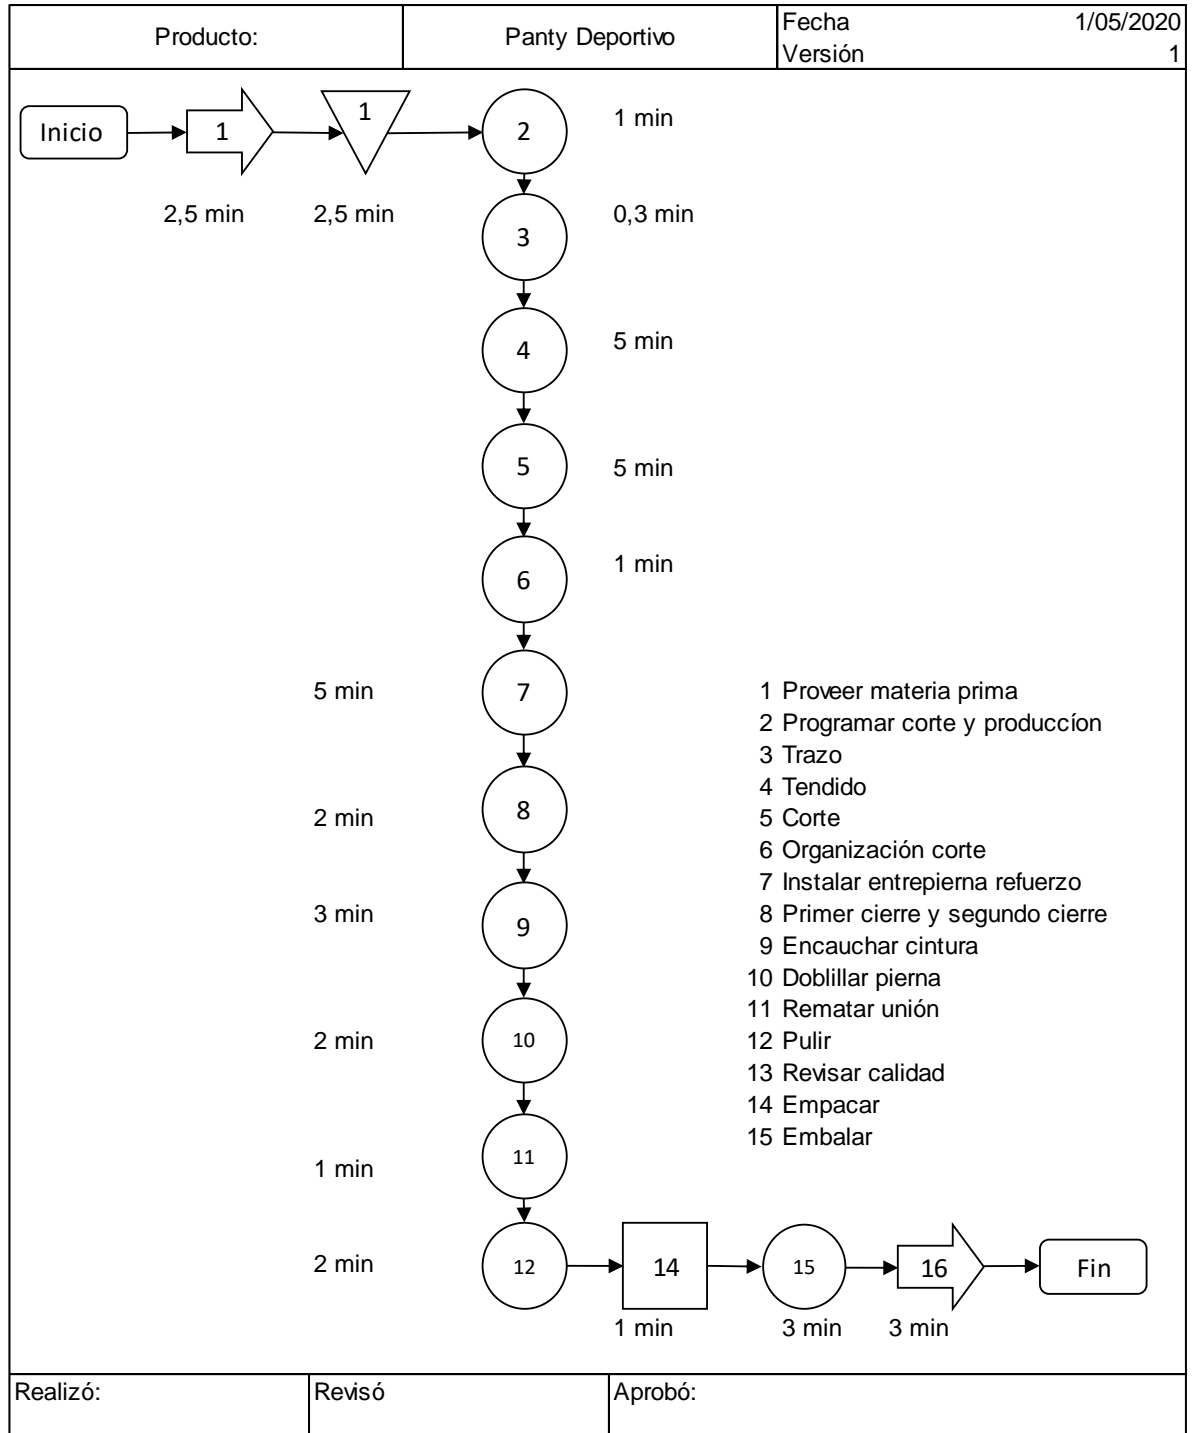 Producto:
Panty Deportivo
Fecha 1/05/2020
Versión 1
Inicio
1
1
2
1 min
2,5 min
2,5 min
0,3 min
3
4
5 min
5
5 min
6
1 min
5 min
7
2 min
8
3 min
9
2 min
10
1 min
11
2 min
12
14
15
16
Fin
1 min
3 min
3 min
1 Proveer materia prima
2 Programar corte y produccíon
3 Trazo
4 Tendido
5 Corte
6 Organización corte
7 Instalar entrepierna refuerzo
8 Primer cierre y segundo cierre
9 Encauchar cintura
10 Doblillar pierna
11 Rematar unión
12 Pulir
13 Revisar calidad
14 Empacar
15 Embalar
Realizó:
Revisó
Aprobó: